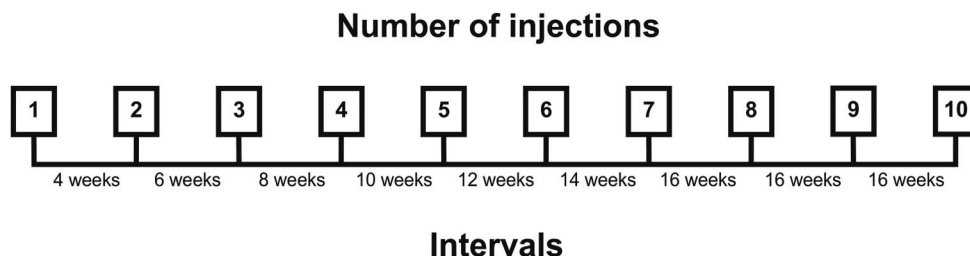 Number of injections
1 2 3 4 5 6 7 8 9 10
4 weeks 6 weeks 8 weeks 10 weeks 12 weeks 14 weeks 16 weeks 16 weeks 16 weeks
Intervals